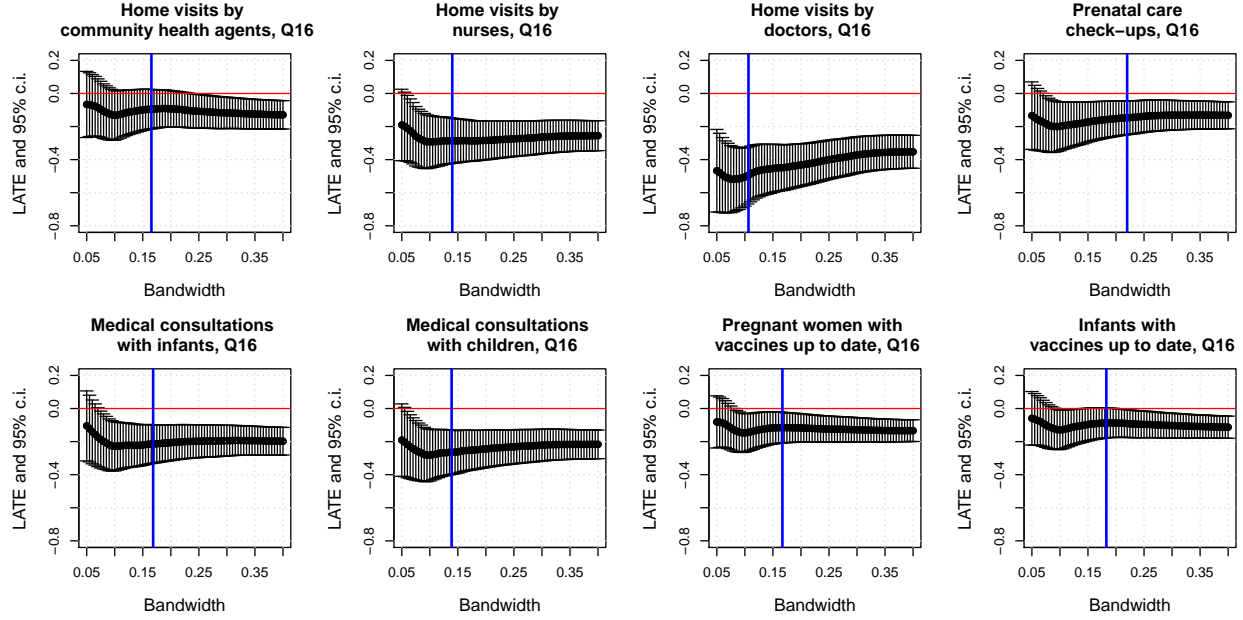 Home visits by
community health agents, Q16
LATE and 95% c.i.
0.2
0.0
−0.4
−0.8
0.05
0.15
0.25
0.35
Bandwidth
Home visits by
nurses, Q16
LATE and 95% c.i.
0.2
0.0
−0.4
−0.8
0.05
0.15
0.25
0.35
Bandwidth
Home visits by
doctors, Q16
LATE and 95% c.i.
0.2
0.0
−0.4
−0.8
0.05
0.15
0.25
0.35
Bandwidth
Prenatal care
check−ups, Q16
LATE and 95% c.i.
0.2
0.0
−0.4
−0.8
0.05
0.15
0.25
0.35
Bandwidth
Medical consultations
with infants, Q16
LATE and 95% c.i.
0.2
0.0
−0.4
−0.8
0.05
0.15
0.25
0.35
Bandwidth
Medical consultations
with children, Q16
LATE and 95% c.i.
0.2
0.0
−0.4
−0.8
0.05
0.15
0.25
0.35
Bandwidth
Pregnant women with
vaccines up to date, Q16
LATE and 95% c.i.
0.2
0.0
−0.4
−0.8
0.05
0.15
0.25
0.35
Bandwidth
Infants with
vaccines up to date, Q16
LATE and 95% c.i.
0.2
0.0
−0.4
−0.8
0.05
0.15
0.25
0.35
Bandwidth